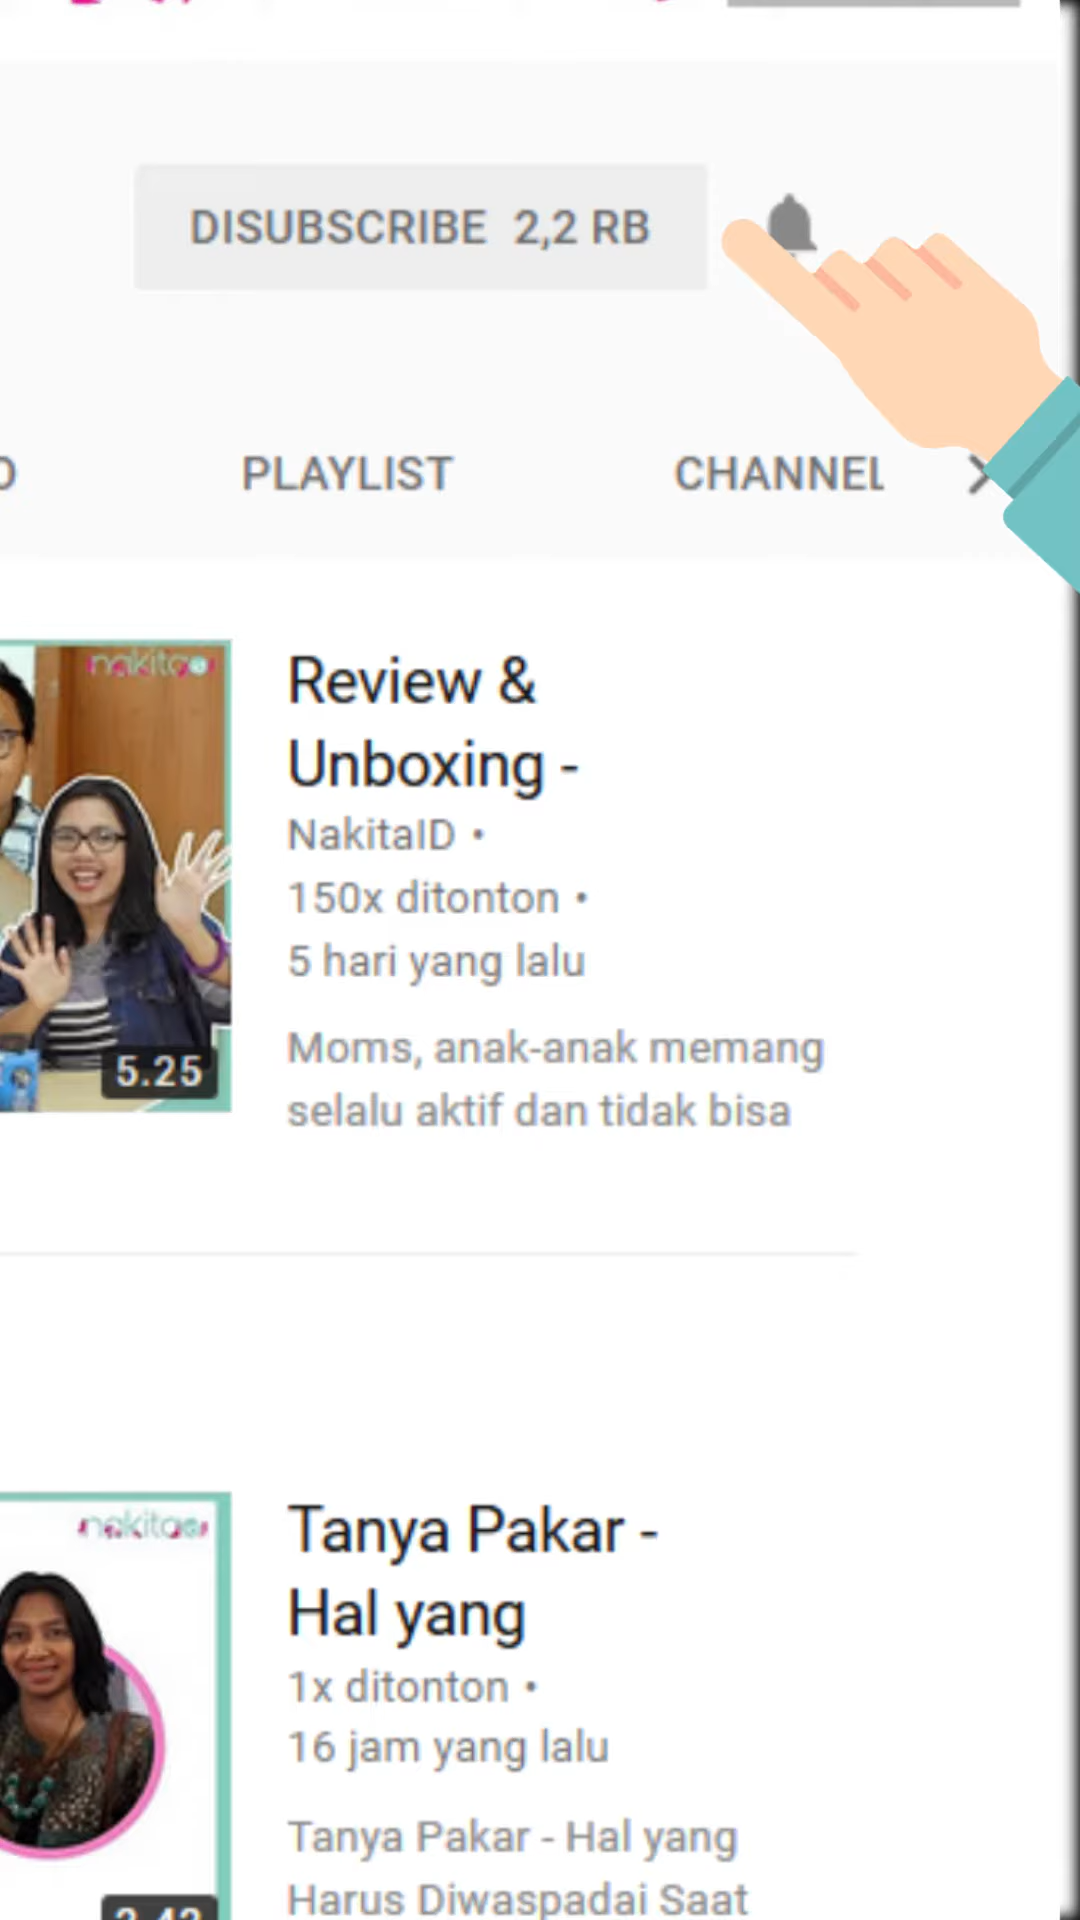 DISUBSCRIBE 2,2 RB
PLAYLIST
CHANNEL
nakita
Review &
Unboxing -
NakitaID •
150x ditonton •
5 hari yang lalu
Moms, anak-anak memang
selalu aktif dan tidak bisa
5.25
nakita
Tanya Pakar -
Hal yang
1x ditonton •
16 jam yang lalu
Tanya Pakar - Hal yang
Harus Diwaspadai Saat